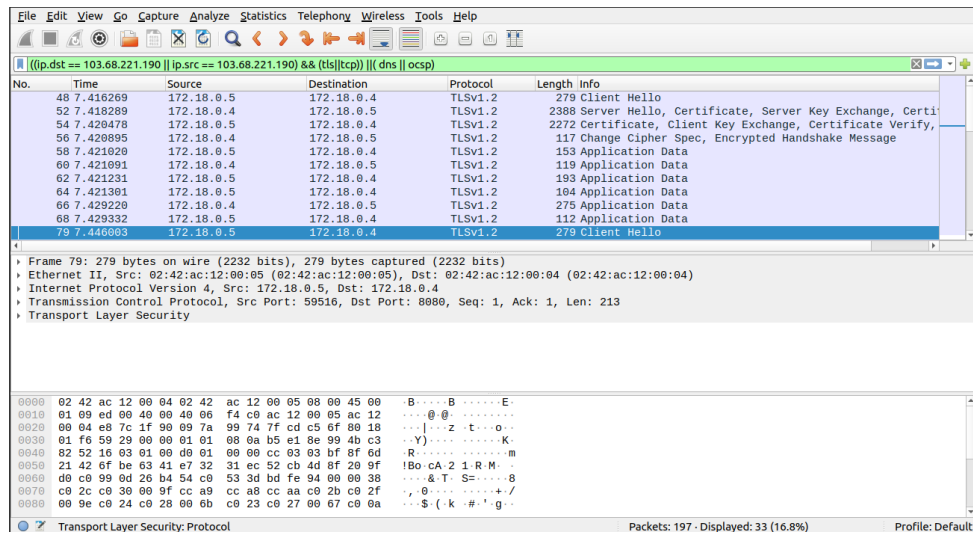 File Edit View Go Capture Analyze Statistics Telephony Wireless Tools Help
((ip.dst == 103.68.221.190 || ip.src == 103.68.221.190) && (tls||tcp)) ||( dns || ocsp)
No. Time Source Destination Protocol Length Info
48 7.416269 172.18.0.5 172.18.0.4 TLSv1.2 279 Client Hello
52 7.418289 172.18.0.4 172.18.0.5 TLSv1.2 2388 Server Hello, Certificate, Server Key Exchange, Certi
54 7.420478 172.18.0.5 172.18.0.4 TLSv1.2 2272 Certificate, Client Key Exchange, Certificate Verify,
56 7.420895 172.18.0.4 172.18.0.5 TLSv1.2 117 Change Cipher Spec, Encrypted Handshake Message
58 7.421020 172.18.0.5 172.18.0.4 TLSv1.2 153 Application Data
60 7.421091 172.18.0.4 172.18.0.5 TLSv1.2 119 Application Data
62 7.421231 172.18.0.5 172.18.0.4 TLSv1.2 193 Application Data
64 7.421301 172.18.0.5 172.18.0.4 TLSv1.2 104 Application Data
66 7.429220 172.18.0.4 172.18.0.5 TLSv1.2 275 Application Data
68 7.429332 172.18.0.5 172.18.0.4 TLSv1.2 112 Application Data
79 7.446003 172.18.0.5 172.18.0.4 TLSv1.2 279 Client Hello
Frame 79: 279 bytes on wire (2232 bits), 279 bytes captured (2232 bits)
Ethernet II, Src: 02:42:ac:12:00:05 (02:42:ac:12:00:05), Dst: 02:42:ac:12:00:04 (02:42:ac:12:00:04)
Internet Protocol Version 4, Src: 172.18.0.5, Dst: 172.18.0.4
Transmission Control Protocol, Src Port: 59516, Dst Port: 8080, Seq: 1, Ack: 1, Len: 213
Transport Layer Security
0000 02 42 ac 12 00 04 02 42 ac 12 00 05 08 00 45 00 ·B·····B ······E·
0010 01 09 ed 00 40 00 40 06 f4 c0 ac 12 00 05 ac 12 ····@·@· ········
0020 00 04 e8 7c 1f 90 09 7a 99 74 7f cd c5 6f 80 18 ···|···z ·t···o··
0030 01 f6 59 29 00 00 01 01 08 0a b5 e1 8e 99 4b c3 ··Y)···· ······K·
0040 82 52 16 03 01 00 d0 01 00 00 cc 03 03 bf 8f 6d ·R······ ·······m
0050 21 42 6f be 63 41 e7 32 31 ec 52 cb 4d 8f 20 9f !Bo·cA·2 1·R·M· ·
0060 d0 c0 99 0d 26 b4 54 c0 53 3d bd fe 94 00 00 38 ····&·T· S=·····8
0070 c0 2c c0 30 00 9f cc a9 cc a8 cc aa c0 2b c0 2f ·,·0···· ·····+·/
0080 00 9e c0 24 c0 28 00 6b c0 23 c0 27 00 67 c0 0a ···$·(·k ·#·'·g··
Transport Layer Security: Protocol Packets: 197 · Displayed: 33 (16.8%) Profile: Default